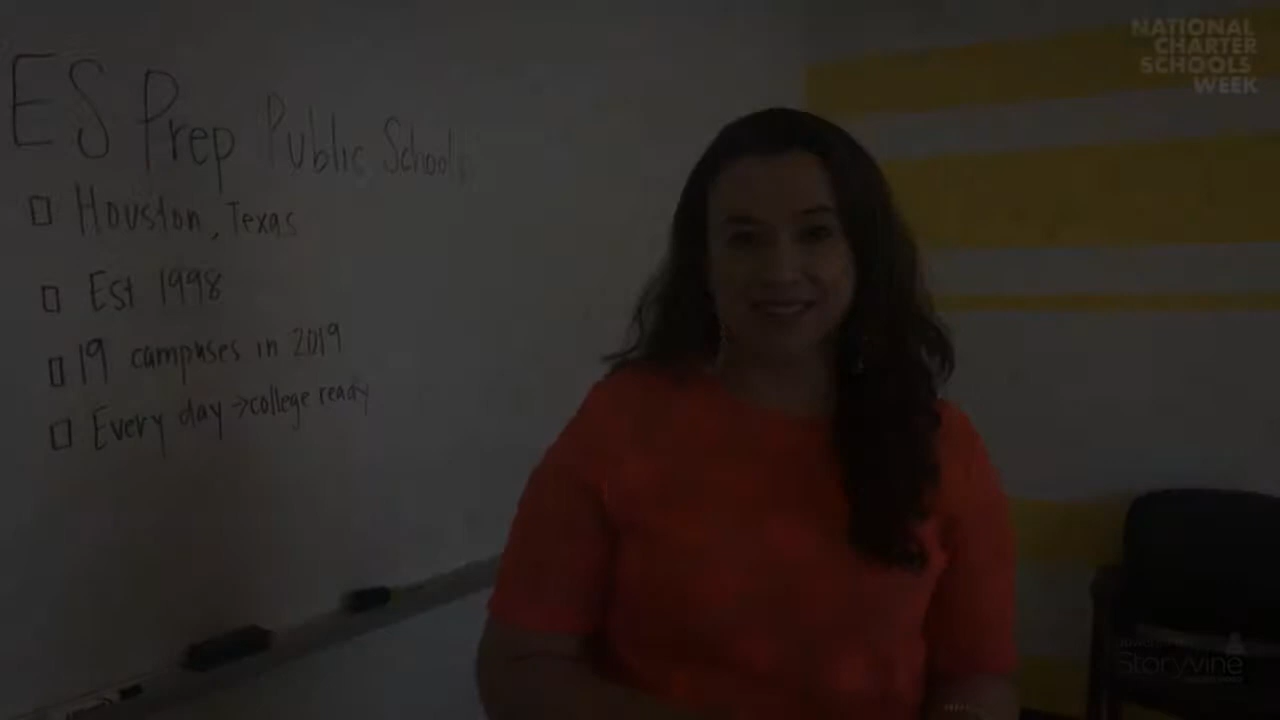 ES Prep Public Schools
Houston, Texas
Est 1998
19 campuses in 2019
Every day →college ready
NATIONAL
CHARTER
SCHOOLS
WEEK
Storyvine